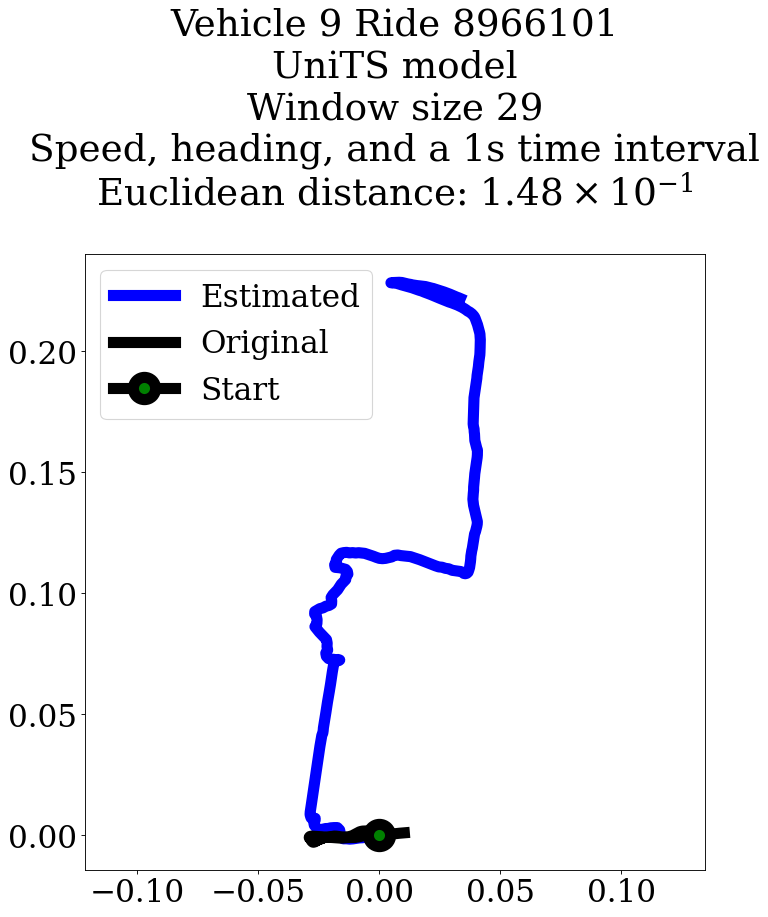 Vehicle 9 Ride 8966101
UniTS model
Window size 29
Speed, heading, and a 1s time interval
Euclidean distance: 1.48 × 10⁻¹
Estimated
Original
Start
0.20
0.15
0.10
0.05
0.00
−0.10 −0.05 0.00 0.05 0.10